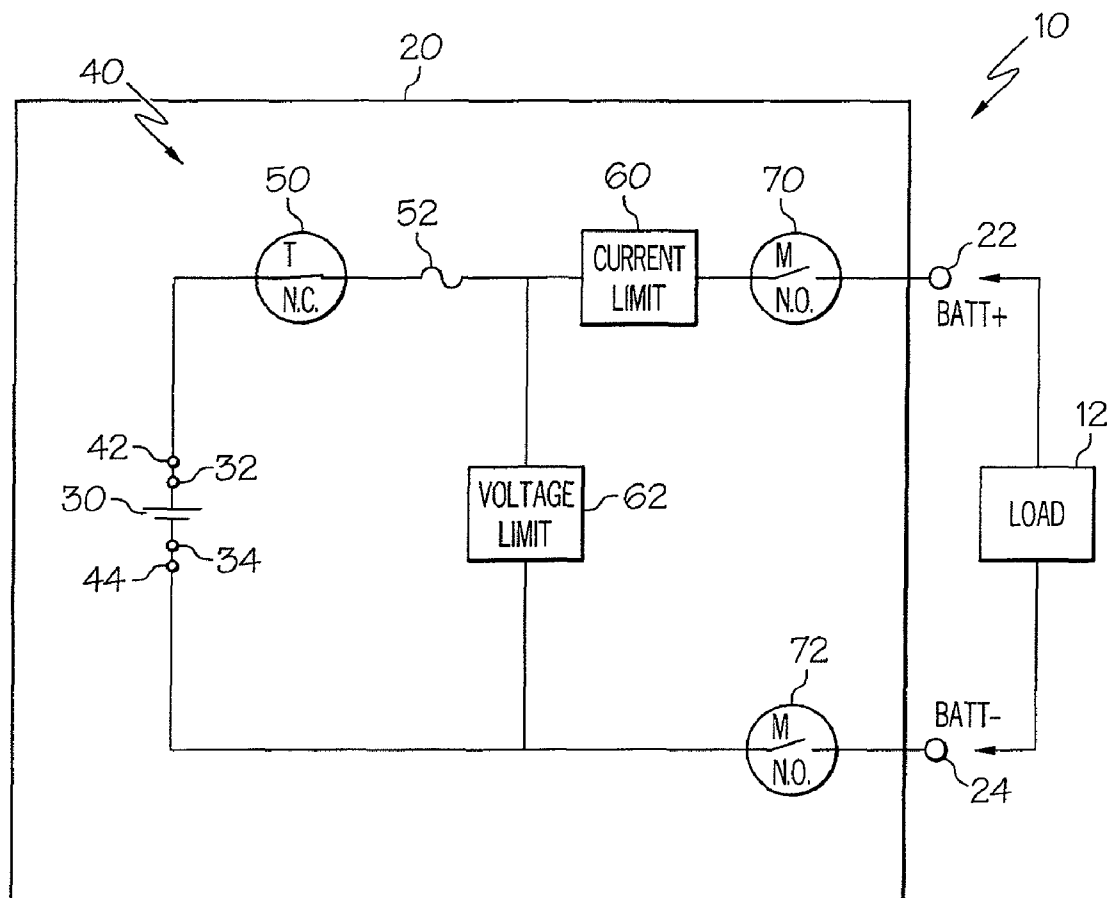 10
20
40
50
52
60
70
T
N.C.
CURRENT
LIMIT
M
N.O.
22
BATT+
42
32
30
34
44
VOLTAGE
LIMIT
62
12
LOAD
72
M
N.O.
BATT-
24